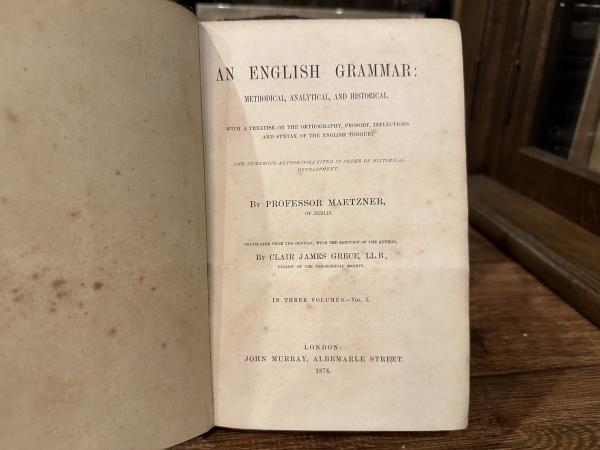 AN ENGLISH GRAMMAR:
METHODICAL, ANALYTICAL, AND HISTORICAL.
WITH A TREATISE ON THE ORTHOGRAPHY, PROSODY, INFLECTIONS
AND SYNTAX OF THE ENGLISH TONGUE;
AND NUMEROUS AUTHORITIES CITED IN ORDER OF HISTORICAL
DEVELOPMENT.
BY PROFESSOR MAETZNER,
OF BERLIN.
TRANSLATED FROM THE GERMAN, WITH THE SANCTION OF THE AUTHOR,
BY CLAIR JAMES GRECE, LL.B.,
FELLOW OF THE PHILOLOGICAL SOCIETY.
IN THREE VOLUMES.—VOL. I.
LONDON:
JOHN MURRAY, ALBEMARLE STREET.
1874.